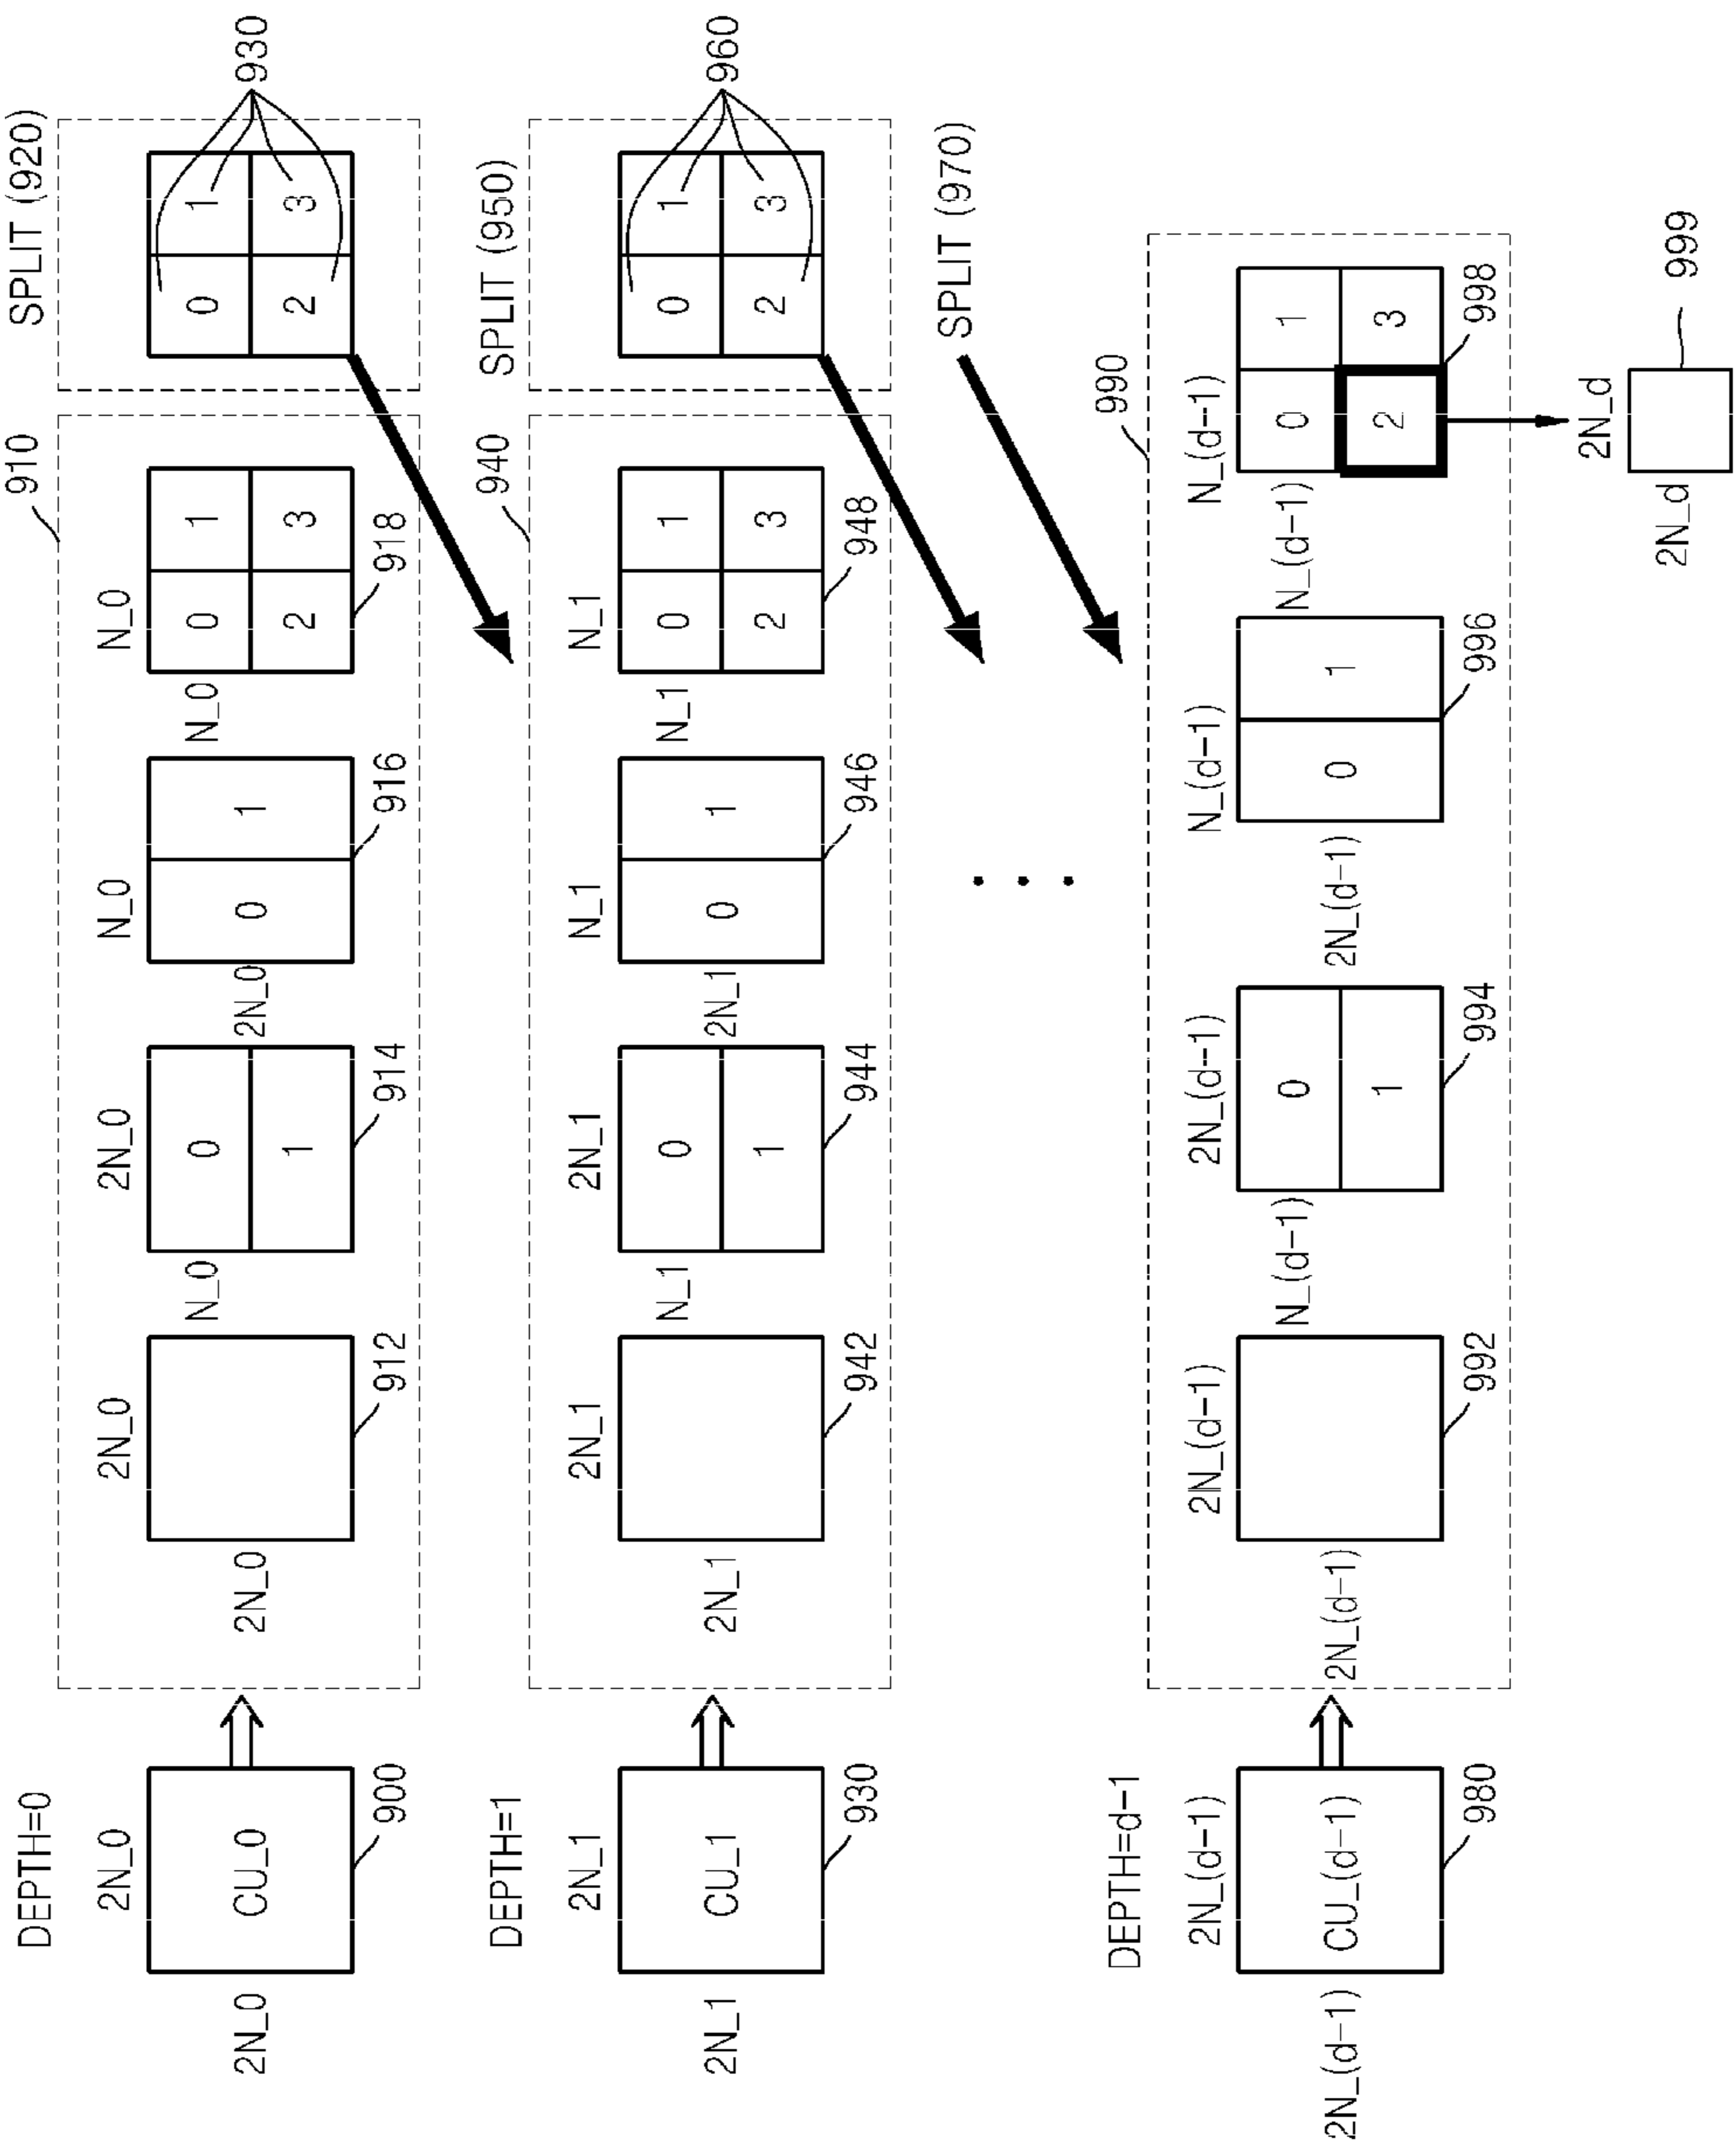 DEPTH=0
2N_0
2N_0
CU_0
900
910
2N_0
2N_0
912
2N_0
N_0
0
1
914
N_0
2N_0
0
1
916
N_0
N_0
0
1
2
3
918
SPLIT (920)
0
1
2
3
930
DEPTH=1
2N_1
2N_1
CU_1
930
940
2N_1
2N_1
942
2N_1
N_1
0
1
944
N_1
2N_1
0
1
946
N_1
N_1
0
1
2
3
948
SPLIT (950)
0
1
2
3
960
SPLIT (970)
DEPTH=d-1
2N_(d-1)
2N_(d-1)
CU_(d-1)
980
990
2N_(d-1)
2N_(d-1)
992
2N_(d-1)
N_(d-1)
0
1
994
N_(d-1)
2N_(d-1)
0
1
996
N_(d-1)
N_(d-1)
0
1
2
3
998
2N_d
2N_d
999